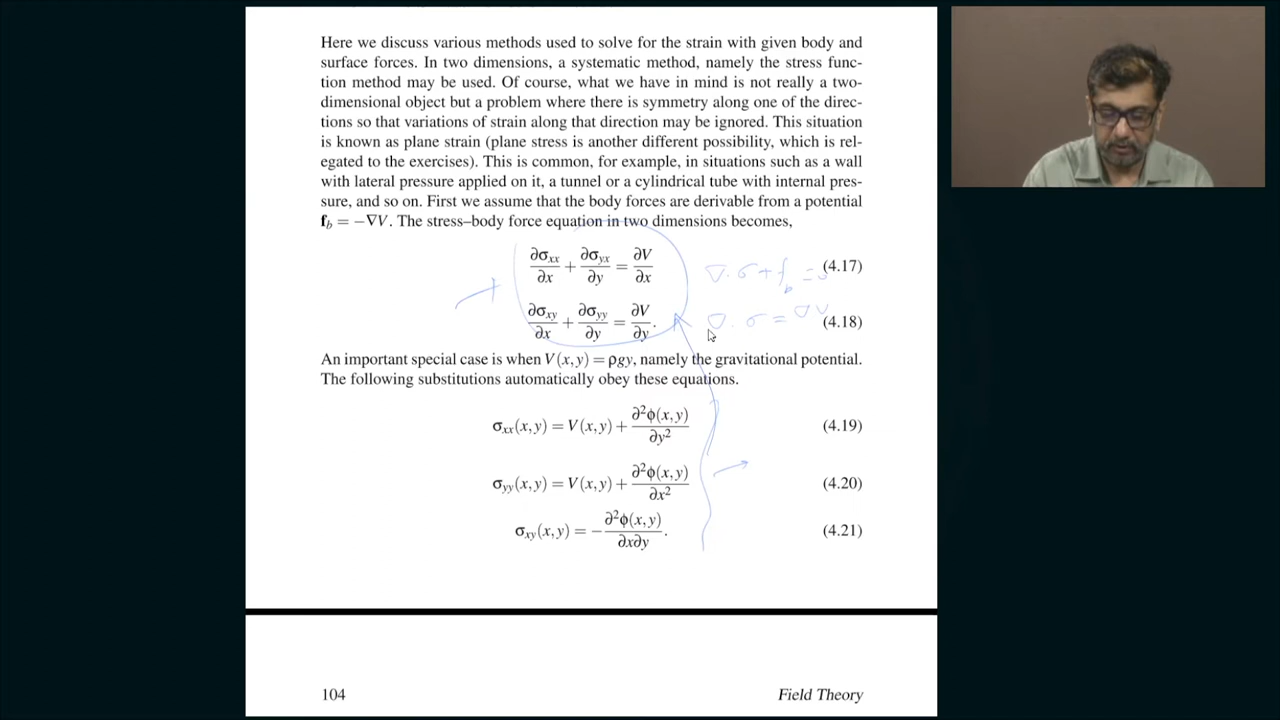 Here we discuss various methods used to solve for the strain with given body and
surface forces. In two dimensions, a systematic method, namely the stress func-
tion method may be used. Of course, what we have in mind is not really a two-
dimensional object but a problem where there is symmetry along one of the direc-
tions so that variations of strain along that direction may be ignored. This situation
is known as plane strain (plane stress is another different possibility, which is rel-
egated to the exercises). This is common, for example, in situations such as a wall
with lateral pressure applied on it, a tunnel or a cylindrical tube with internal pres-
sure, and so on. First we assume that the body forces are derivable from a potential
f_b = −∇V. The stress–body force equation in two dimensions becomes,
∂σ_xx/∂x + ∂σ_yx/∂y = ∂V/∂x (4.17)
∇·σ + f_b =
∂σ_xy/∂x + ∂σ_yy/∂y = ∂V/∂y. (4.18)
∇·σ = ∇V
An important special case is when V(x,y) = ρgy, namely the gravitational potential.
The following substitutions automatically obey these equations.
σ_xx(x,y) = V(x,y) + ∂²ϕ(x,y)/∂y² (4.19)
σ_yy(x,y) = V(x,y) + ∂²ϕ(x,y)/∂x² (4.20)
σ_xy(x,y) = −∂²ϕ(x,y)/∂x∂y. (4.21)
104 Field Theory